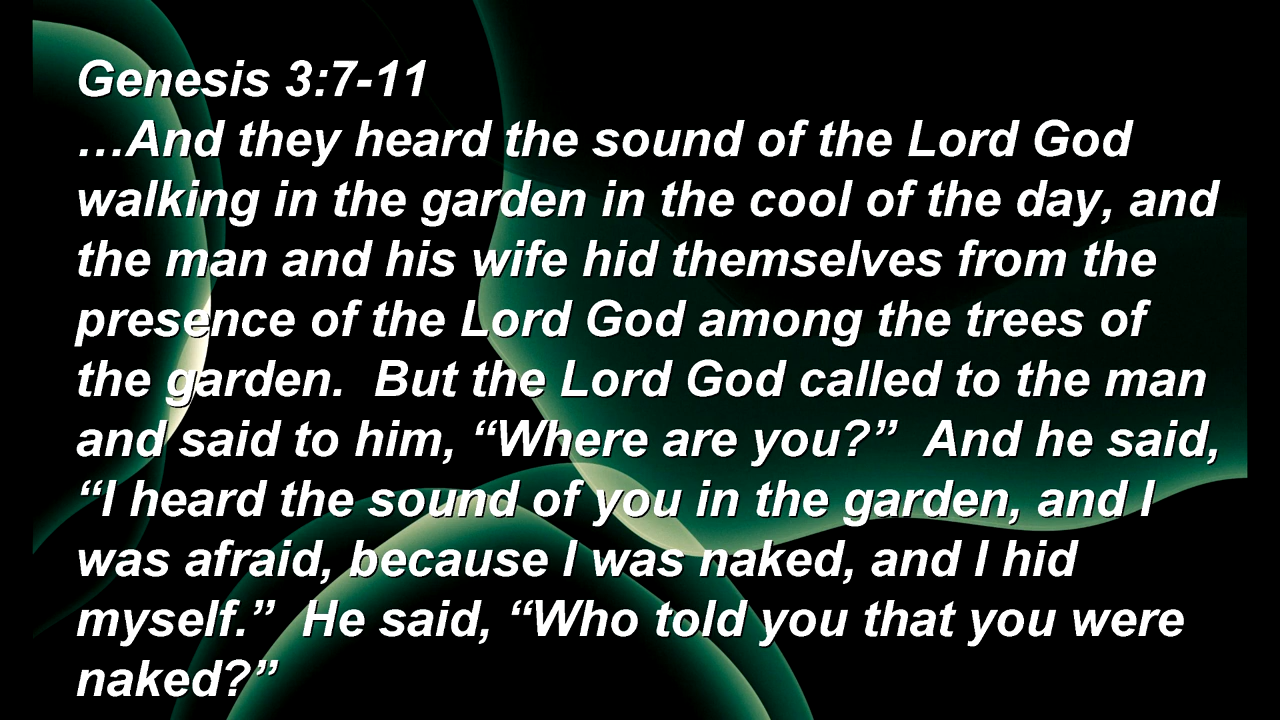 Genesis 3:7-11
…And they heard the sound of the Lord God
walking in the garden in the cool of the day, and
the man and his wife hid themselves from the
presence of the Lord God among the trees of
the garden.  But the Lord God called to the man
and said to him, “Where are you?”  And he said,
“I heard the sound of you in the garden, and I
was afraid, because I was naked, and I hid
myself.”  He said, “Who told you that you were
naked?”